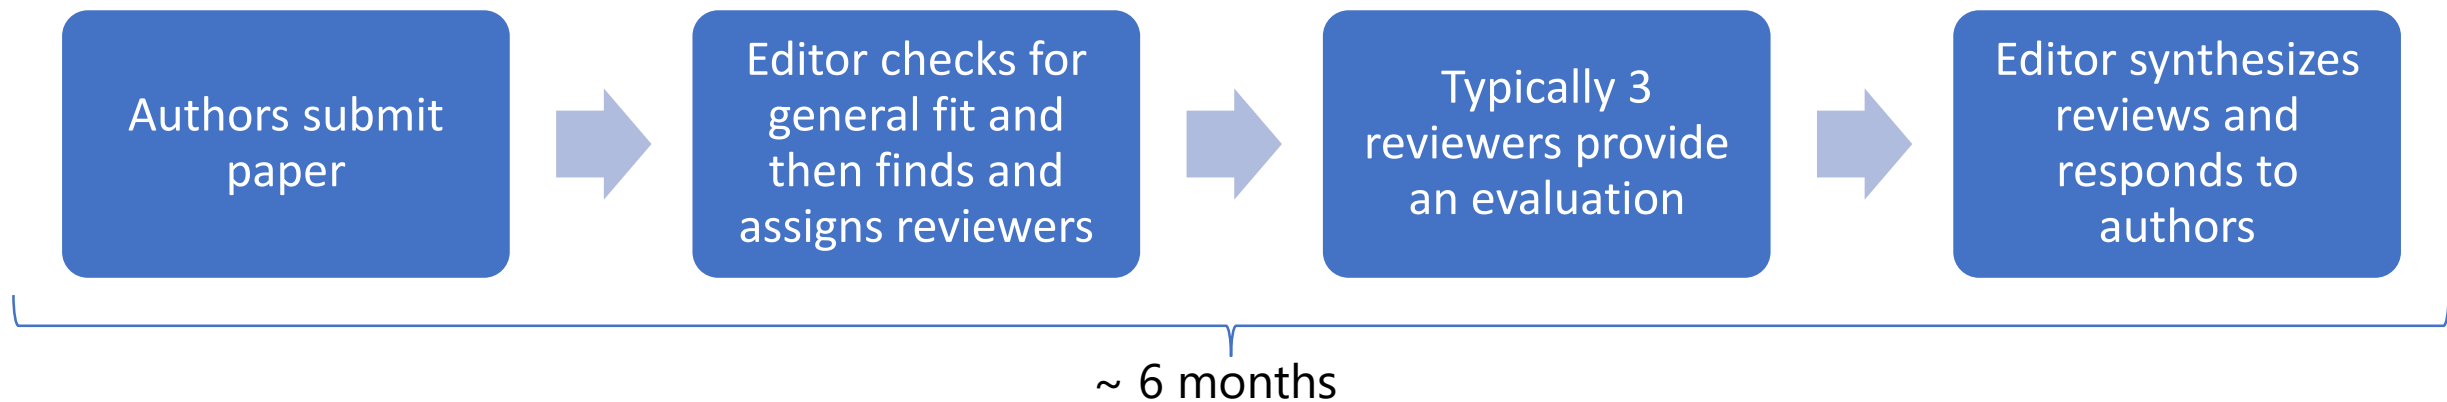 Authors submit
paper
Editor checks for
general fit and
then finds and
assigns reviewers
Typically 3
reviewers provide
an evaluation
Editor synthesizes
reviews and
responds to
authors
~ 6 months